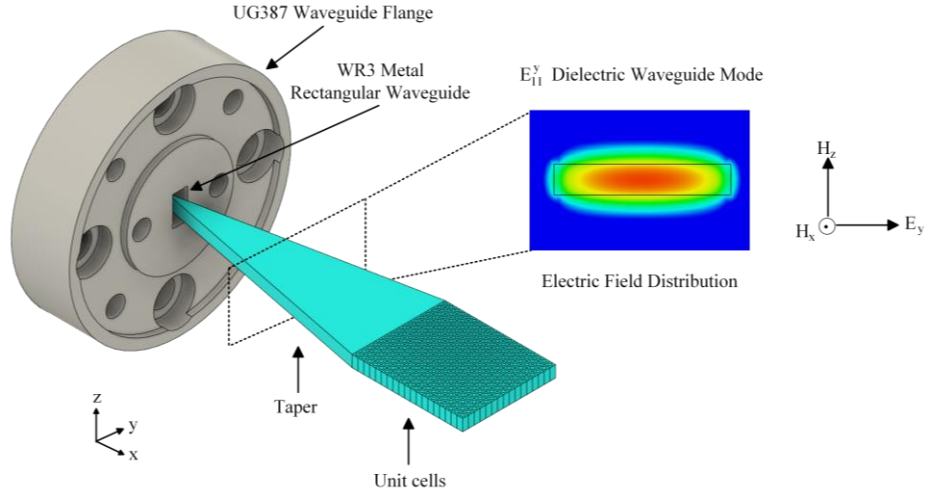 UG387 Waveguide Flange
WR3 Metal
Rectangular Waveguide
E₁₁ʸ Dielectric Waveguide Mode
H_z
H_x
E_y
Electric Field Distribution
z
y
x
Taper
Unit cells